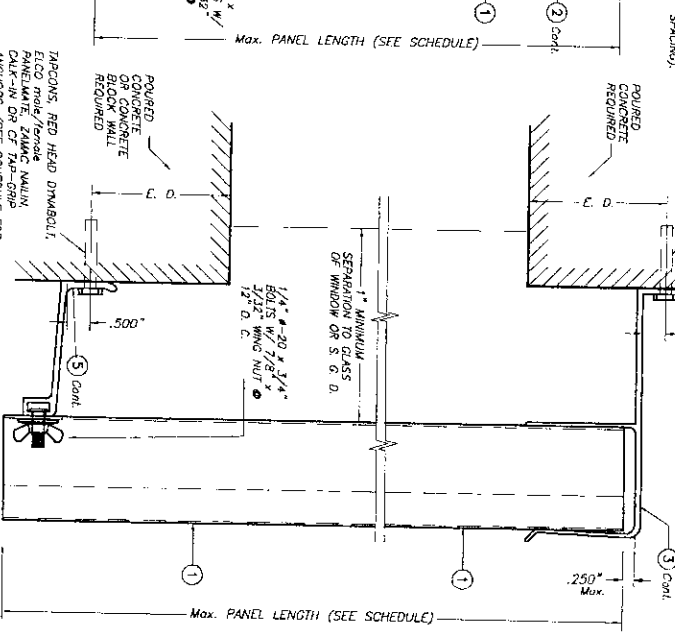 SPACING).
② Cont.
①
Max. PANEL LENGTH (SEE SCHEDULE)
POURED
CONCRETE
REQUIRED
E. D.
POURED
CONCRETE
OR CONCRETE
BLOCK WALL
REQUIRED
E. D.
TAPCONS, RED HEAD DYNABOLT,
ELCO male/female
PANELMATE, ZAMAC NAILIN,
CALK-IN OR CF TAP-GRIP
1" MINIMUM
SEPARATION TO GLASS
OF WINDOW OR S. G. D.
.500"
⑤ Cont.
1/4" ø-20 x 3/4"
BOLTS W/ 7/8" x
3/32" WING NUT @
12" O. C.
③ Cont.
.250"
Max.
①
①
Max. PANEL LENGTH (SEE SCHEDULE)